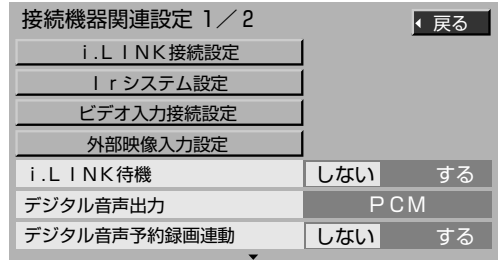 接続機器関連設定 1／2
戻る
i.LINK接続設定
Irシステム設定
ビデオ入力接続設定
外部映像入力設定
i.LINK待機 しない する
デジタル音声出力 PCM
デジタル音声予約録画連動 しない する